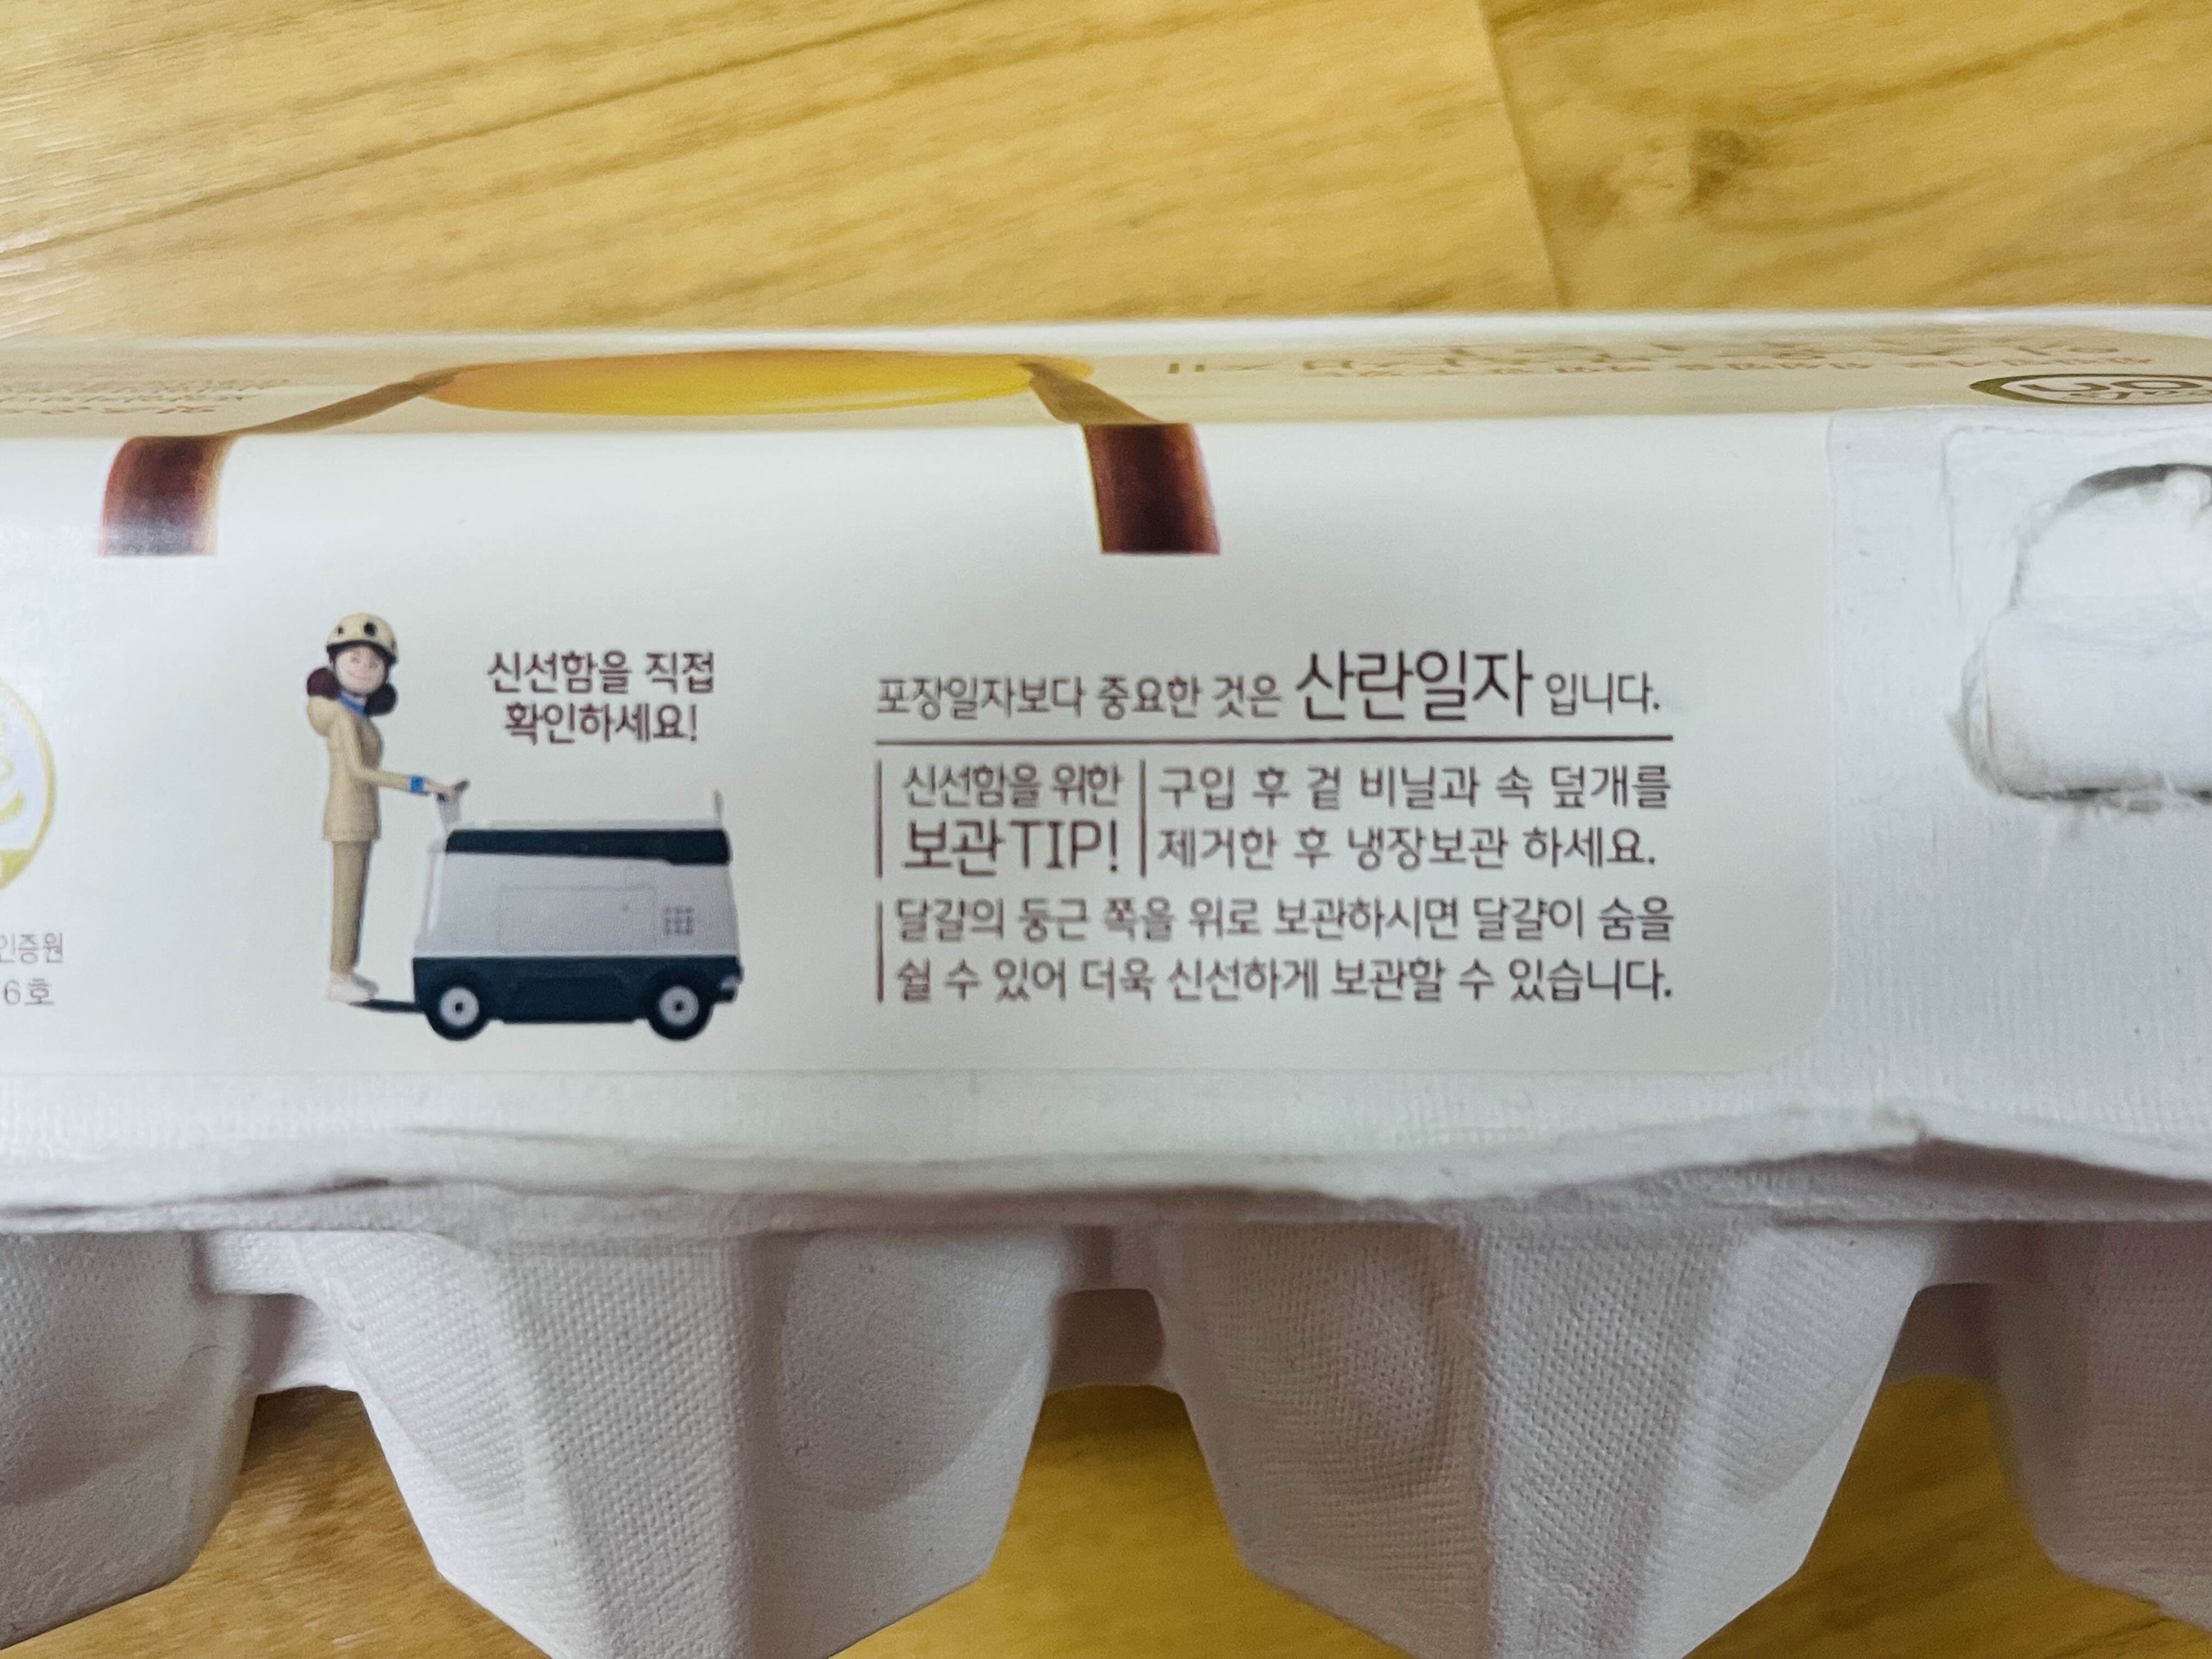 신선함을 직접
확인하세요!
포장일자보다 중요한 것은 산란일자 입니다.
신선함을 위한
보관 TIP!
구입 후 겉 비닐과 속 덮개를
제거한 후 냉장보관 하세요.
달걀의 둥근 쪽을 위로 보관하시면 달걀이 숨을
쉴 수 있어 더욱 신선하게 보관할 수 있습니다.
인증원
6호
on